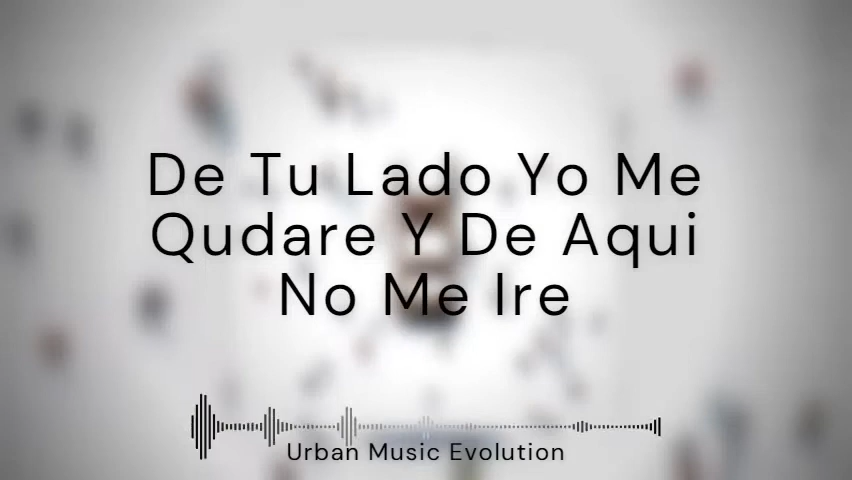 De Tu Lado Yo Me
Qudare Y De Aqui
No Me Ire
Urban Music Evolution